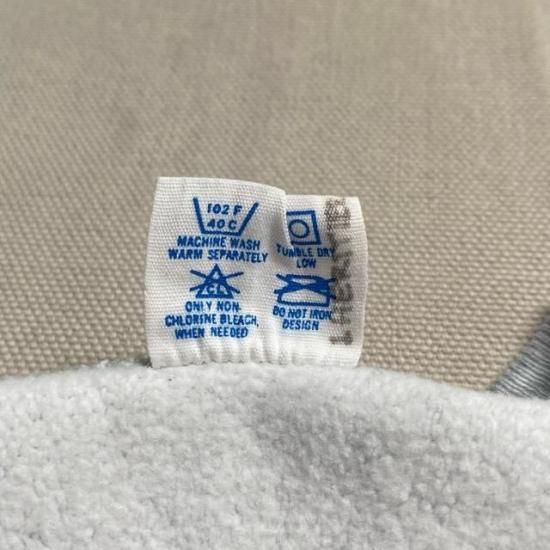 102 F
40 C
MACHINE WASH
WARM SEPARATELY
CL
ONLY NON-
CHLORINE BLEACH,
WHEN NEEDED
TUMBLE DRY
LOW
DO NOT IRON
DESIGN